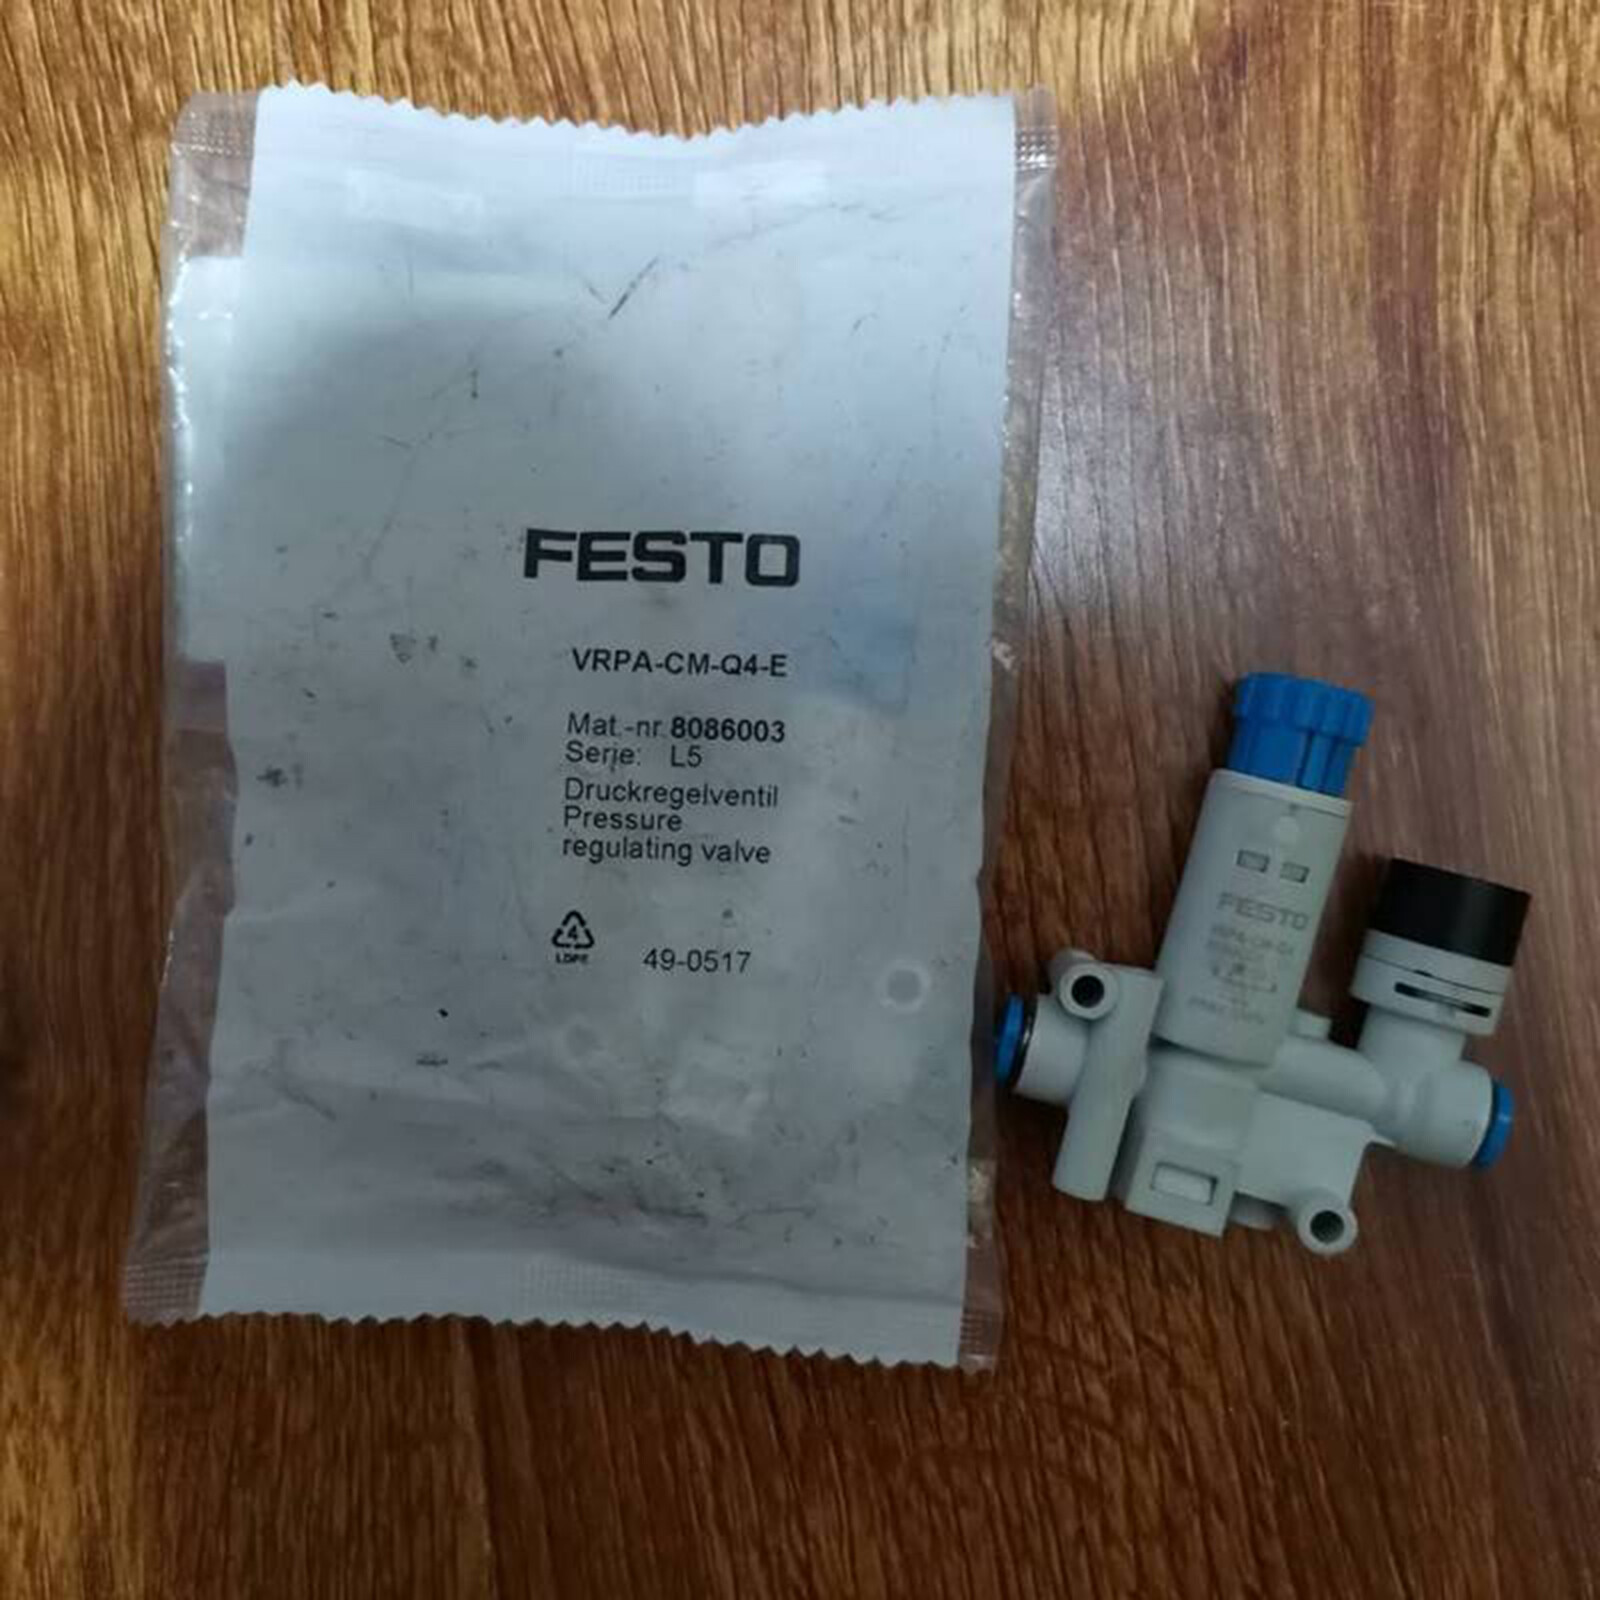 FESTO
VRPA-CM-Q4-E
Mat.-nr. 8086003
Serie: L5
Druckregelventil
Pressure
regulating valve
4
LDPE
49-0517
FESTO